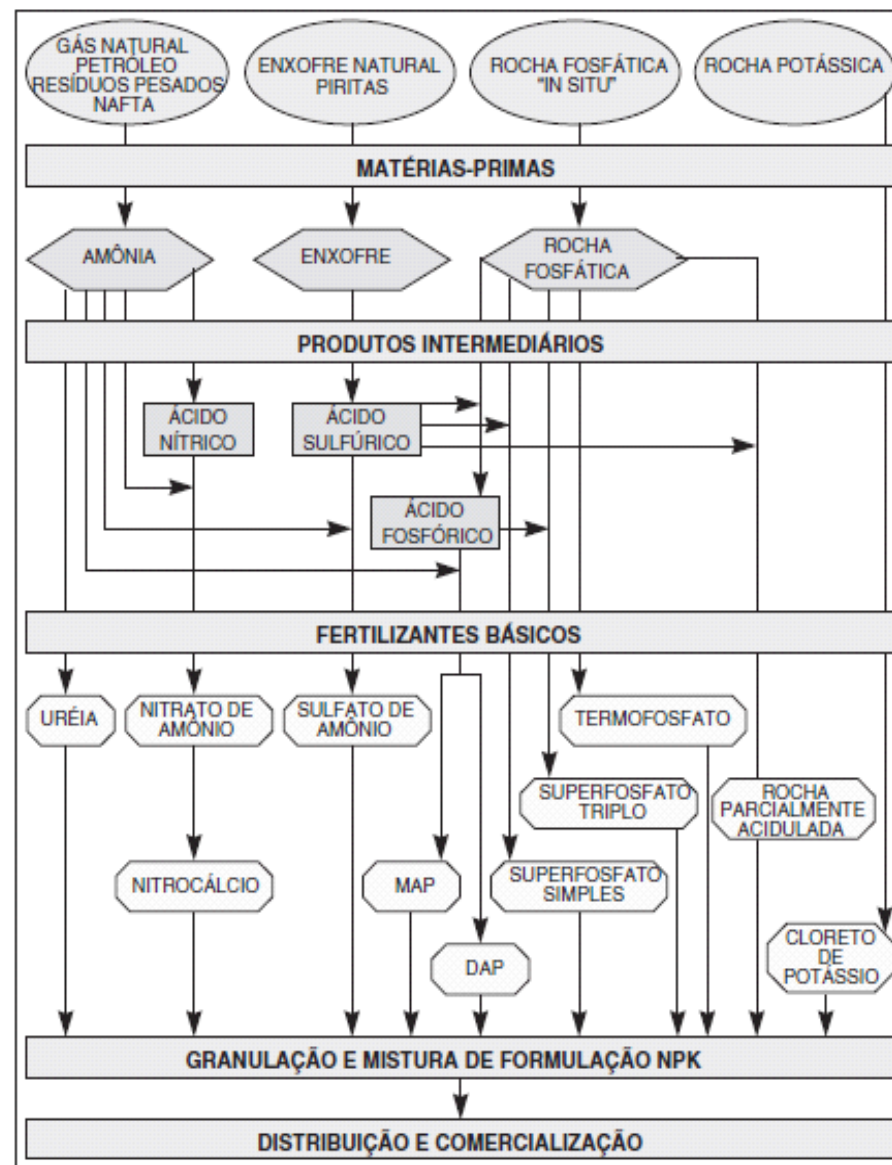 GÁS NATURAL
PETRÓLEO
RESÍDUOS PESADOS
NAFTA
ENXOFRE NATURAL
PIRITAS
ROCHA FOSFÁTICA
“IN SITU”
ROCHA POTÁSSICA
MATÉRIAS-PRIMAS
AMÔNIA
ENXOFRE
ROCHA
FOSFÁTICA
PRODUTOS INTERMEDIÁRIOS
ÁCIDO
NÍTRICO
ÁCIDO
SULFÚRICO
ÁCIDO
FOSFÓRICO
FERTILIZANTES BÁSICOS
URÉIA
NITRATO DE
AMÔNIO
SULFATO DE
AMÔNIO
TERMOFOSFATO
SUPERFOSFATO
TRIPLO
ROCHA
PARCIALMENTE
ACIDULADA
NITROCÁLCIO
MAP
SUPERFOSFATO
SIMPLES
DAP
CLORETO
DE
POTÁSSIO
GRANULAÇÃO E MISTURA DE FORMULAÇÃO NPK
DISTRIBUIÇÃO E COMERCIALIZAÇÃO